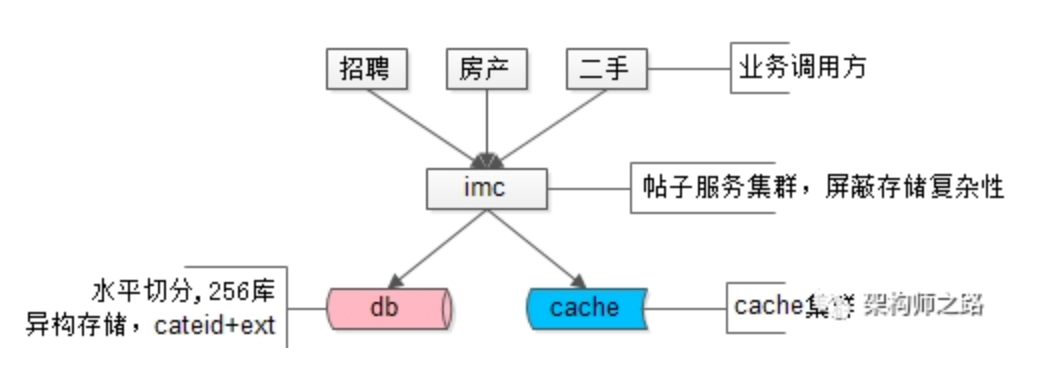 招聘
房产
二手
业务调用方
imc
帖子服务集群，屏蔽存储复杂性
水平切分,256库
异构存储，cateid+ext
db
cache
cache集群
架构师之路